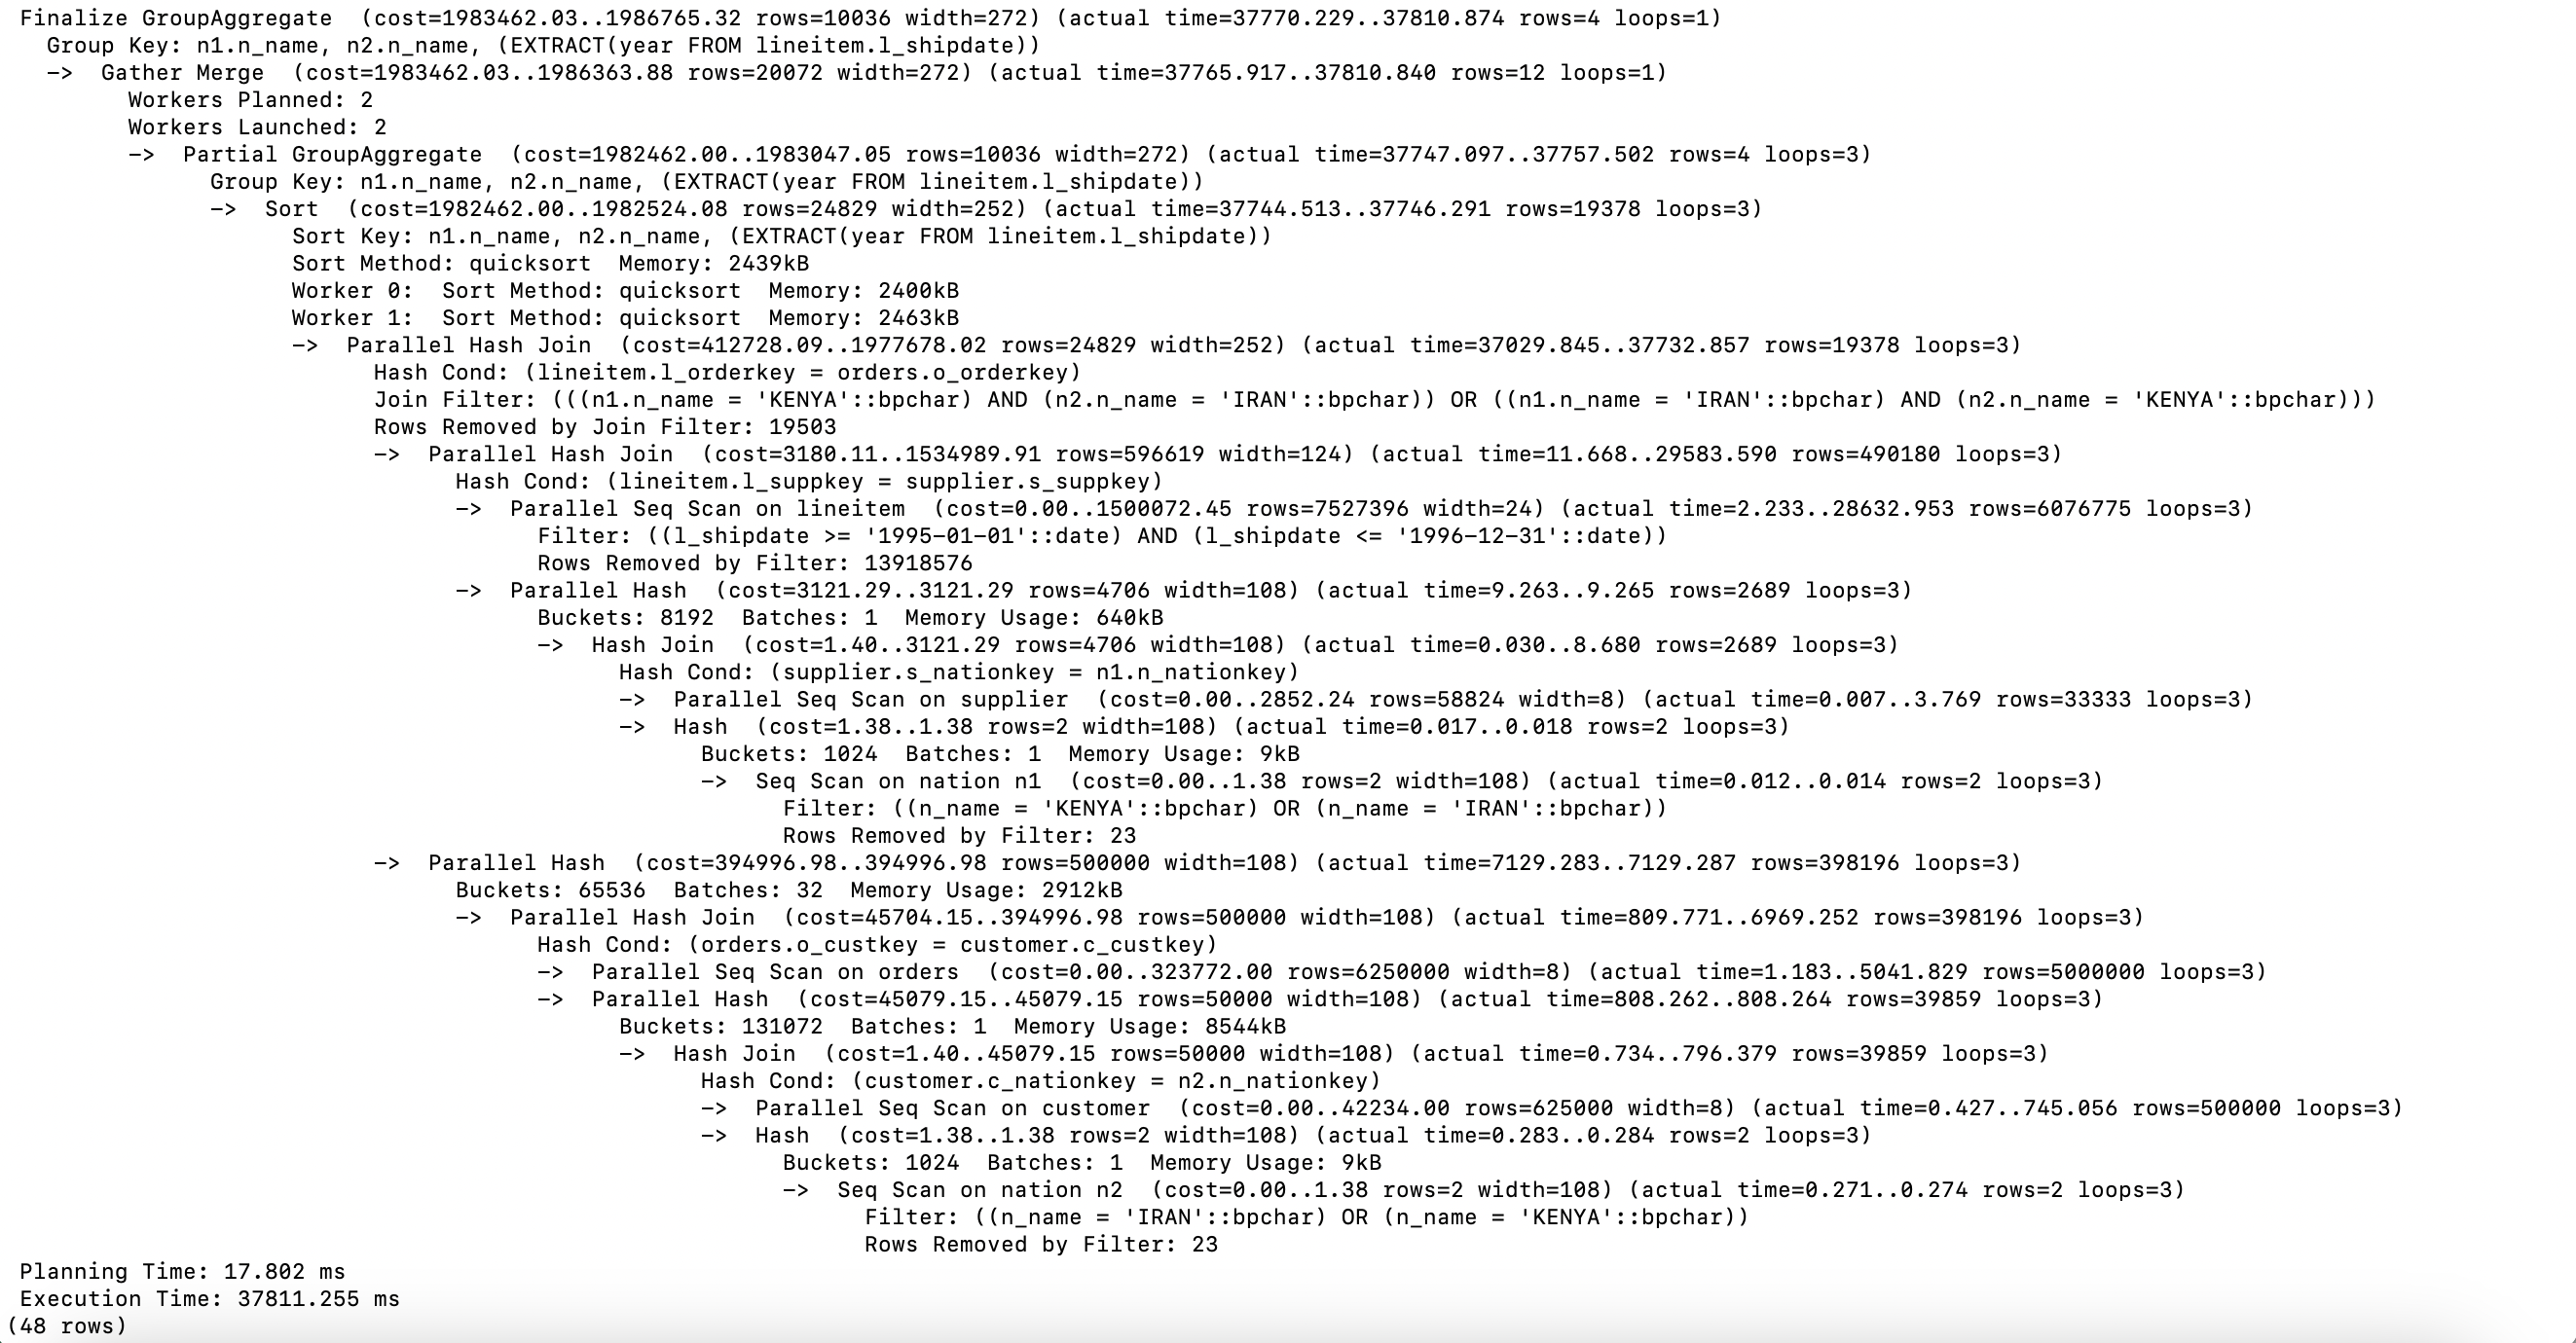 Finalize GroupAggregate  (cost=1983462.03..1986765.32 rows=10036 width=272) (actual time=37770.229..37810.874 rows=4 loops=1)
  Group Key: n1.n_name, n2.n_name, (EXTRACT(year FROM lineitem.l_shipdate))
  ->  Gather Merge  (cost=1983462.03..1986363.88 rows=20072 width=272) (actual time=37765.917..37810.840 rows=12 loops=1)
        Workers Planned: 2
        Workers Launched: 2
        ->  Partial GroupAggregate  (cost=1982462.00..1983047.05 rows=10036 width=272) (actual time=37747.097..37757.502 rows=4 loops=3)
              Group Key: n1.n_name, n2.n_name, (EXTRACT(year FROM lineitem.l_shipdate))
              ->  Sort  (cost=1982462.00..1982524.08 rows=24829 width=252) (actual time=37744.513..37746.291 rows=19378 loops=3)
                    Sort Key: n1.n_name, n2.n_name, (EXTRACT(year FROM lineitem.l_shipdate))
                    Sort Method: quicksort  Memory: 2439kB
                    Worker 0:  Sort Method: quicksort  Memory: 2400kB
                    Worker 1:  Sort Method: quicksort  Memory: 2463kB
                    ->  Parallel Hash Join  (cost=412728.09..1977678.02 rows=24829 width=252) (actual time=37029.845..37732.857 rows=19378 loops=3)
                          Hash Cond: (lineitem.l_orderkey = orders.o_orderkey)
                          Join Filter: (((n1.n_name = 'KENYA'::bpchar) AND (n2.n_name = 'IRAN'::bpchar)) OR ((n1.n_name = 'IRAN'::bpchar) AND (n2.n_name = 'KENYA'::bpchar)))
                          Rows Removed by Join Filter: 19503
                          ->  Parallel Hash Join  (cost=3180.11..1534989.91 rows=596619 width=124) (actual time=11.668..29583.590 rows=490180 loops=3)
                                Hash Cond: (lineitem.l_suppkey = supplier.s_suppkey)
                                ->  Parallel Seq Scan on lineitem  (cost=0.00..1500072.45 rows=7527396 width=24) (actual time=2.233..28632.953 rows=6076775 loops=3)
                                      Filter: ((l_shipdate >= '1995-01-01'::date) AND (l_shipdate <= '1996-12-31'::date))
                                      Rows Removed by Filter: 13918576
                                ->  Parallel Hash  (cost=3121.29..3121.29 rows=4706 width=108) (actual time=9.263..9.265 rows=2689 loops=3)
                                      Buckets: 8192  Batches: 1  Memory Usage: 640kB
                                      ->  Hash Join  (cost=1.40..3121.29 rows=4706 width=108) (actual time=0.030..8.680 rows=2689 loops=3)
                                            Hash Cond: (supplier.s_nationkey = n1.n_nationkey)
                                            ->  Parallel Seq Scan on supplier  (cost=0.00..2852.24 rows=58824 width=8) (actual time=0.007..3.769 rows=33333 loops=3)
                                            ->  Hash  (cost=1.38..1.38 rows=2 width=108) (actual time=0.017..0.018 rows=2 loops=3)
                                                  Buckets: 1024  Batches: 1  Memory Usage: 9kB
                                                  ->  Seq Scan on nation n1  (cost=0.00..1.38 rows=2 width=108) (actual time=0.012..0.014 rows=2 loops=3)
                                                        Filter: ((n_name = 'KENYA'::bpchar) OR (n_name = 'IRAN'::bpchar))
                                                        Rows Removed by Filter: 23
                          ->  Parallel Hash  (cost=394996.98..394996.98 rows=500000 width=108) (actual time=7129.283..7129.287 rows=398196 loops=3)
                                Buckets: 65536  Batches: 32  Memory Usage: 2912kB
                                ->  Parallel Hash Join  (cost=45704.15..394996.98 rows=500000 width=108) (actual time=809.771..6969.252 rows=398196 loops=3)
                                      Hash Cond: (orders.o_custkey = customer.c_custkey)
                                      ->  Parallel Seq Scan on orders  (cost=0.00..323772.00 rows=6250000 width=8) (actual time=1.183..5041.829 rows=5000000 loops=3)
                                      ->  Parallel Hash  (cost=45079.15..45079.15 rows=50000 width=108) (actual time=808.262..808.264 rows=39859 loops=3)
                                            Buckets: 131072  Batches: 1  Memory Usage: 8544kB
                                            ->  Hash Join  (cost=1.40..45079.15 rows=50000 width=108) (actual time=0.734..796.379 rows=39859 loops=3)
                                                  Hash Cond: (customer.c_nationkey = n2.n_nationkey)
                                                  ->  Parallel Seq Scan on customer  (cost=0.00..42234.00 rows=625000 width=8) (actual time=0.427..745.056 rows=500000 loops=3)
                                                  ->  Hash  (cost=1.38..1.38 rows=2 width=108) (actual time=0.283..0.284 rows=2 loops=3)
                                                        Buckets: 1024  Batches: 1  Memory Usage: 9kB
                                                        ->  Seq Scan on nation n2  (cost=0.00..1.38 rows=2 width=108) (actual time=0.271..0.274 rows=2 loops=3)
                                                              Filter: ((n_name = 'IRAN'::bpchar) OR (n_name = 'KENYA'::bpchar))
                                                              Rows Removed by Filter: 23
Planning Time: 17.802 ms
Execution Time: 37811.255 ms
(48 rows)